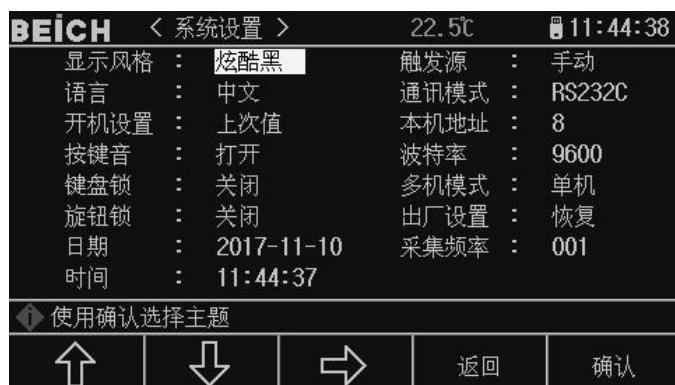 BEICH < 系统设置 > 22.5℃ 11:44:38
显示风格 : 炫酷黑 触发源 : 手动
语言 : 中文 通讯模式 : RS232C
开机设置 : 上次值 本机地址 : 8
按键音 : 打开 波特率 : 9600
键盘锁 : 关闭 多机模式 : 单机
旋钮锁 : 关闭 出厂设置 : 恢复
日期 : 2017-11-10 采集频率 : 001
时间 : 11:44:37
使用确认选择主题
返回 确认